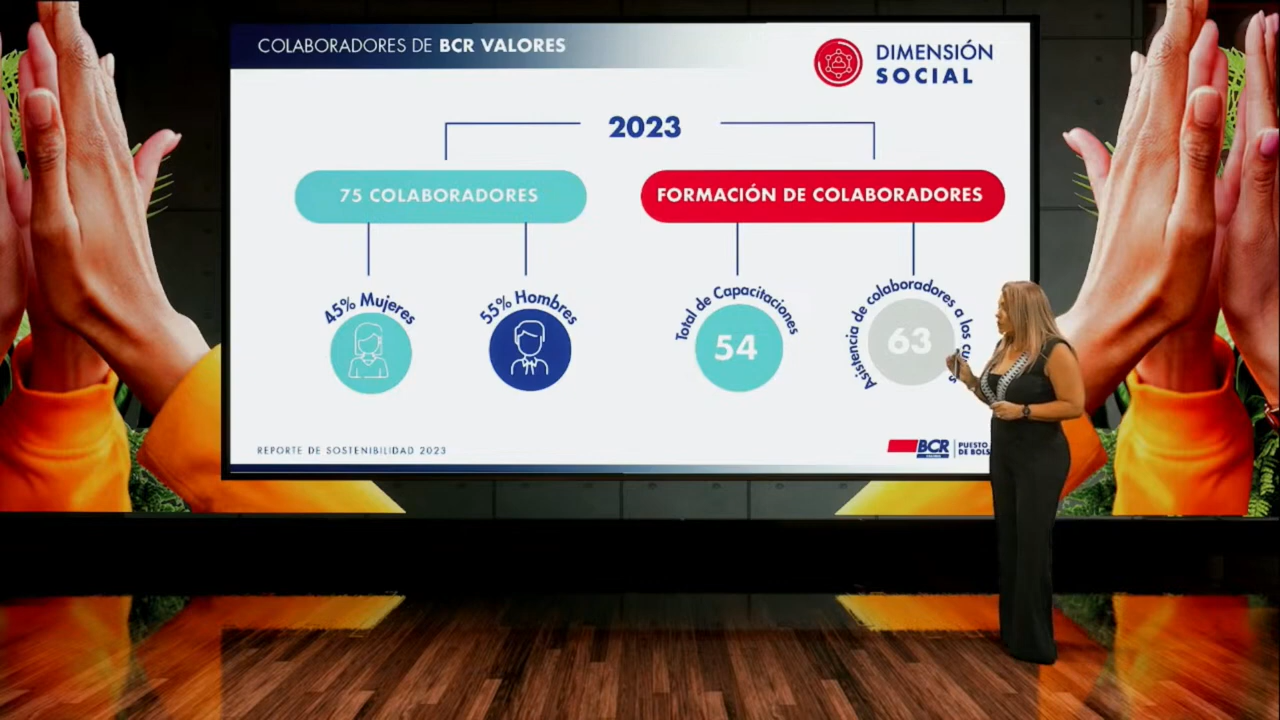 COLABORADORES DE BCR VALORES
DIMENSIÓN
SOCIAL
2023
75 COLABORADORES
FORMACIÓN DE COLABORADORES
45% Mujeres
55% Hombres
Total de Capacitaciones
54
Asistencia de colaboradores a los
63
REPORTE DE SOSTENIBILIDAD 2023
BCR
PUESTO
DE